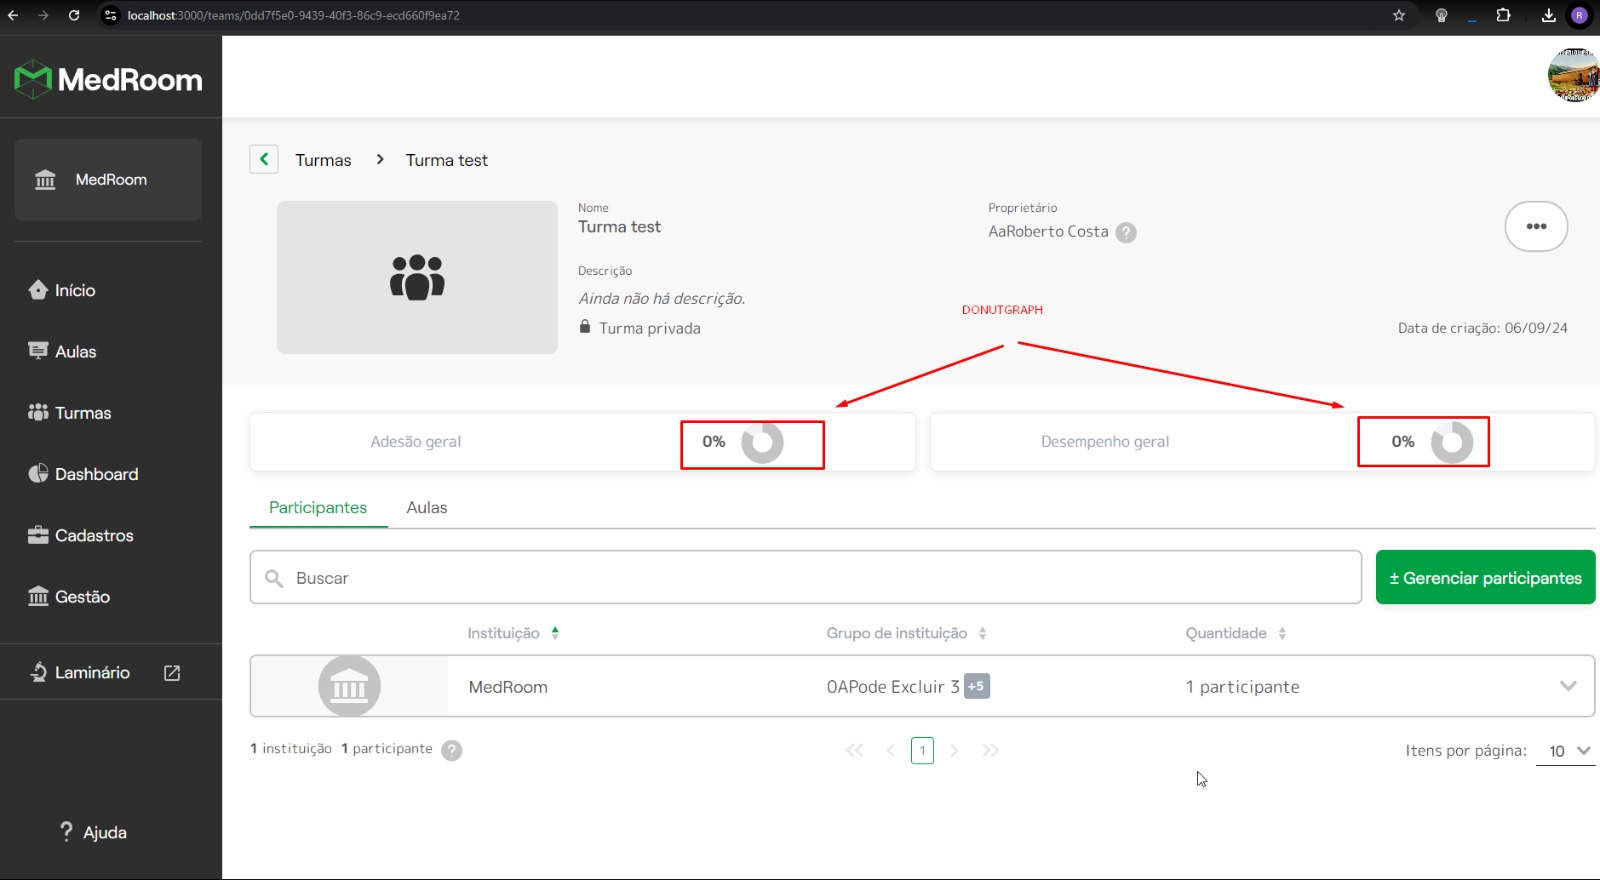 localhost:3000/teams/0dd7f5e0-9439-40f3-86c9-ecd660f9ea72
R
MedRoom
MedRoom
Início
Aulas
Turmas
Dashboard
Cadastros
Gestão
Laminário
? Ajuda
Turmas > Turma test
Nome
Turma test
Proprietário
AaRoberto Costa ?
Descrição
Ainda não há descrição.
Turma privada
DONUTGRAPH
Data de criação: 06/09/24
Adesão geral 0%
Desempenho geral 0%
Participantes Aulas
Buscar
± Gerenciar participantes
Instituição Grupo de instituição Quantidade
MedRoom 0APode Excluir 3 +5 1 participante
1 instituição 1 participante ?
1
Itens por página: 10